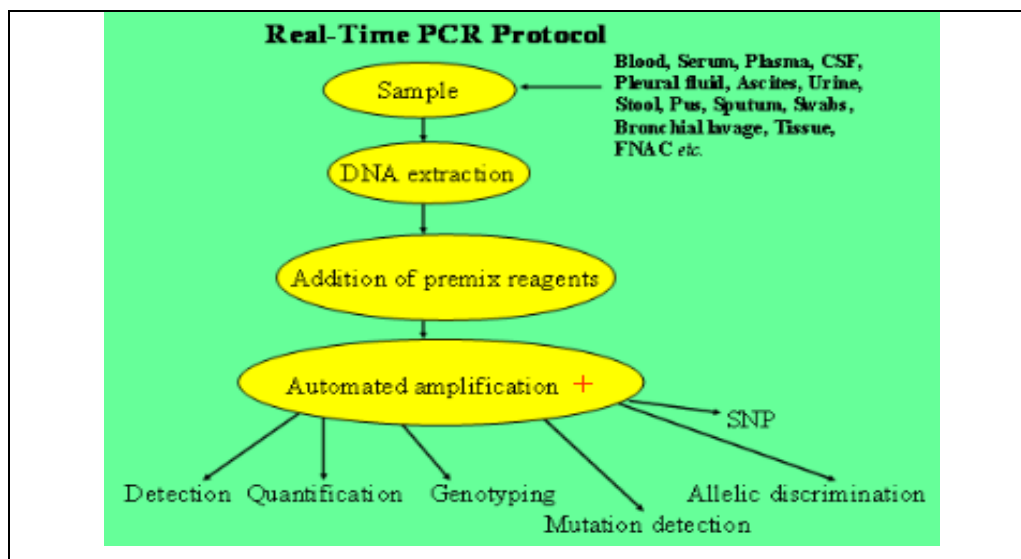 Real-Time PCR Protocol
Blood, Serum, Plasma, CSF,
Pleural fluid, Ascites, Urine,
Stool, Pus, Sputum, Swabs,
Bronchial lavage, Tissue,
FNAC etc.
Sample
DNA extraction
Addition of premix reagents
Automated amplification +
SNP
Detection Quantification Genotyping Allelic discrimination
Mutation detection